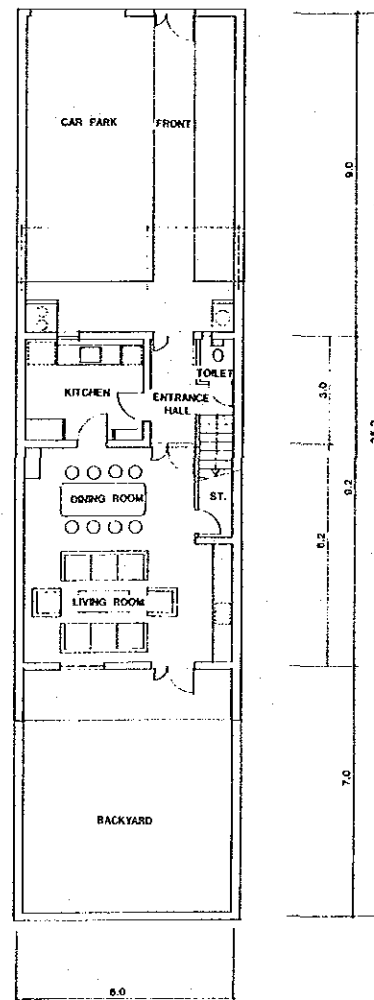 CAR PARK
FRONT
9.0
TOILET
KITCHEN
ENTRANCE
HALL
3.0
9.2
DINING ROOM
ST.
6.2
LIVING ROOM
7.0
BACKYARD
6.0